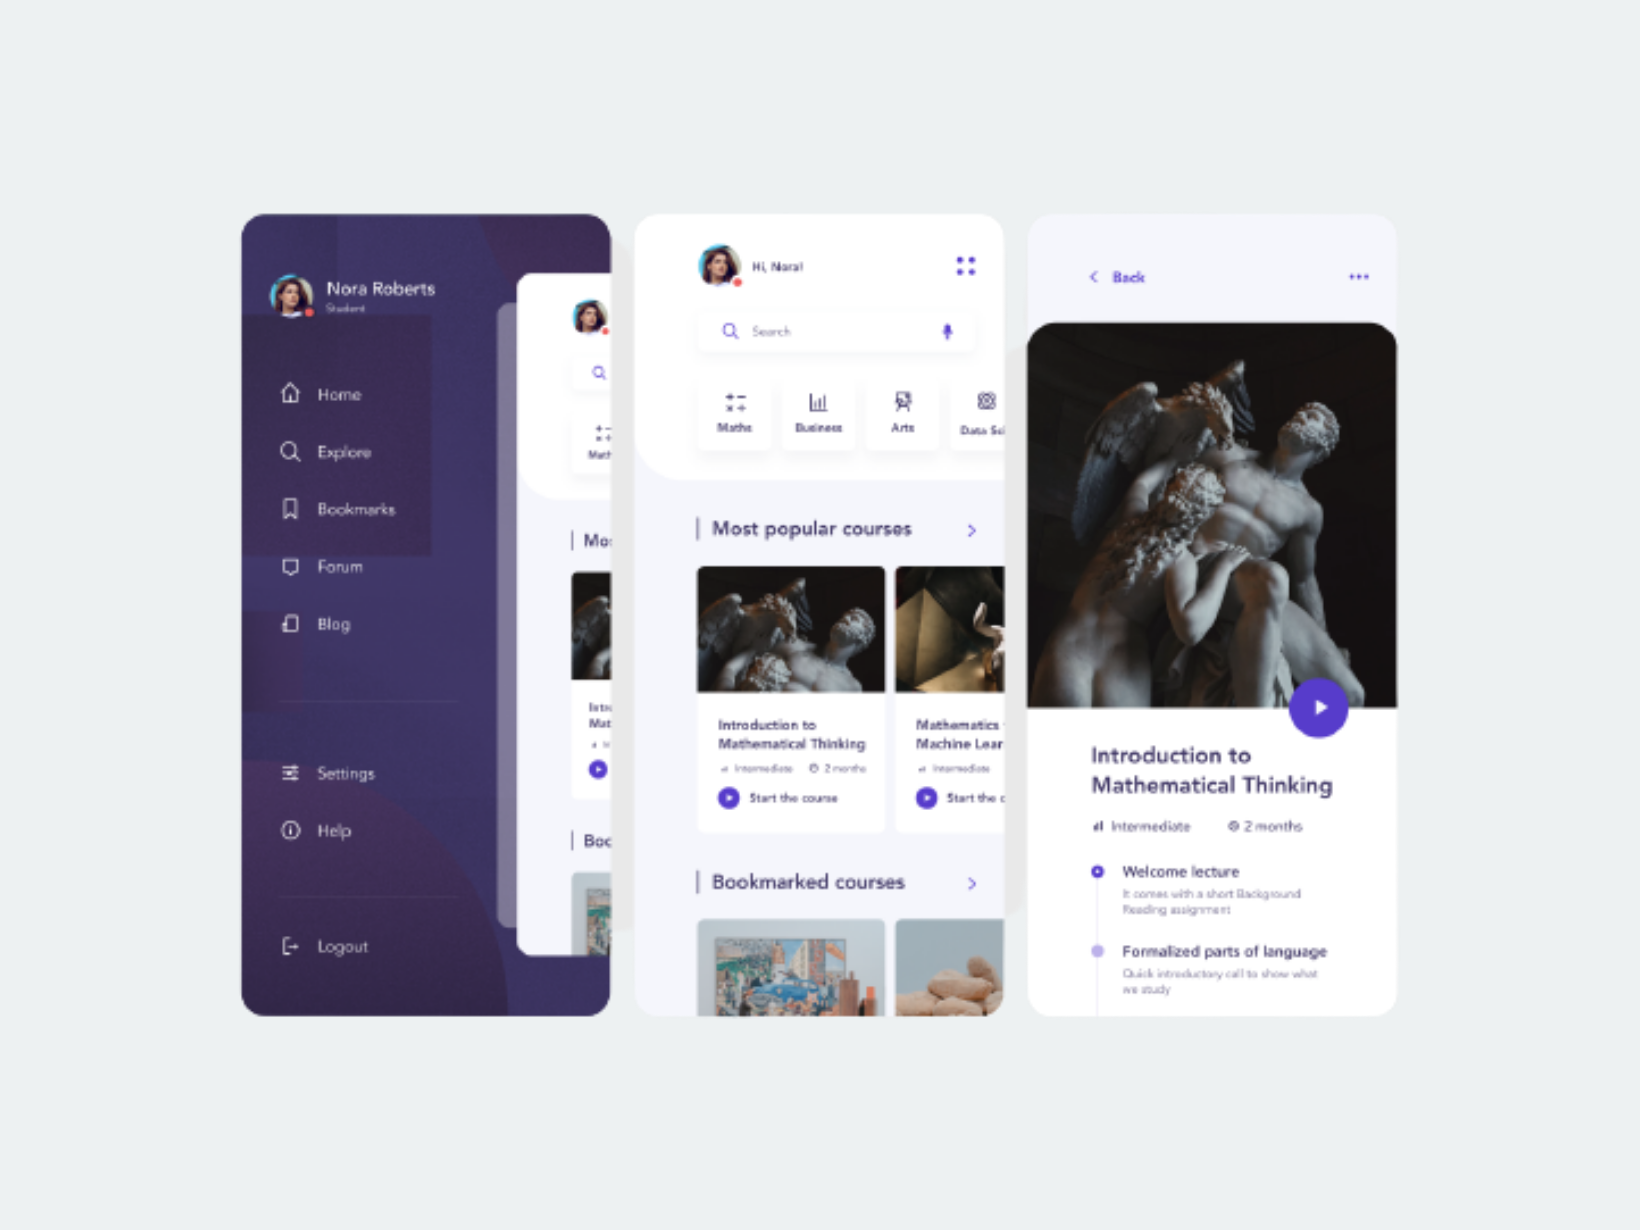 Nora Roberts
Student
Home
Explore
Bookmarks
Forum
Blog
Settings
Help
Logout
Math
Mos
Intro
Mat
Boo
Hi, Nora!
Search
Maths
Business
Arts
Data Sci
Most popular courses
Introduction to
Mathematical Thinking
Intermediate
2 months
Start the course
Mathematics
Machine Lear
Intermediate
Start the c
Bookmarked courses
Back
Introduction to
Mathematical Thinking
Intermediate
2 months
Welcome lecture
It comes with a short Background
Reading assignment
Formalized parts of language
Quick introductory call to show what
we study